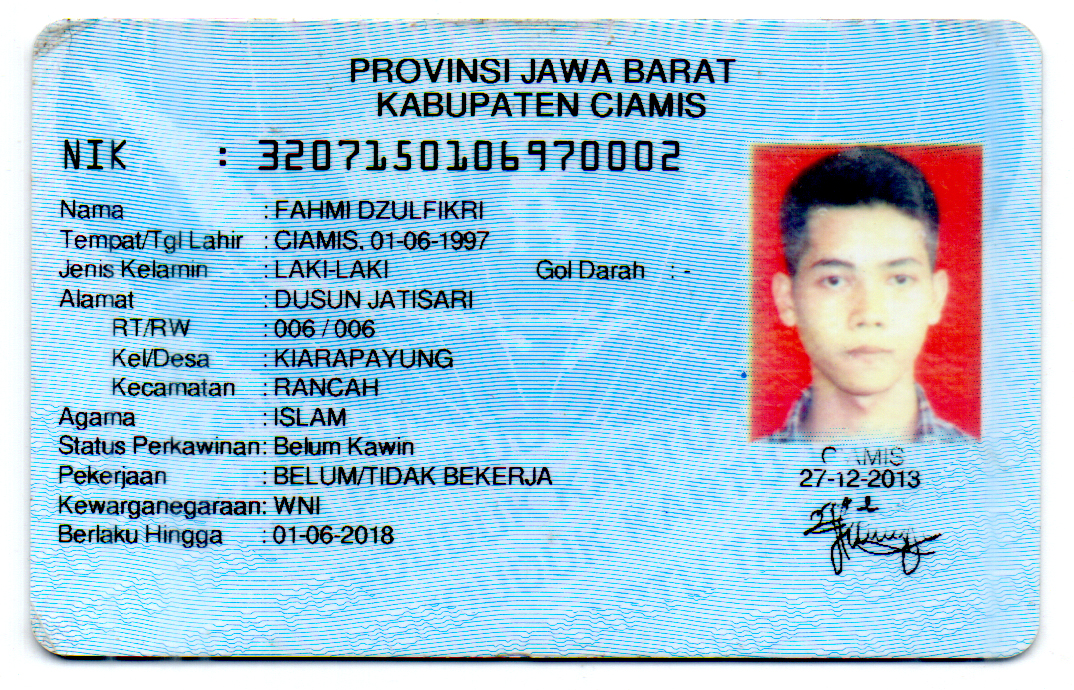 PROVINSI JAWA BARAT
KABUPATEN CIAMIS
NIK : 3207150106970002
Nama : FAHMI DZULFIKRI
Tempat/Tgl Lahir : CIAMIS, 01-06-1997
Jenis Kelamin : LAKI-LAKI Gol Darah : -
Alamat : DUSUN JATISARI
RT/RW : 006 / 006
Kel/Desa : KIARAPAYUNG
Kecamatan : RANCAH
Agama : ISLAM
Status Perkawinan: Belum Kawin
Pekerjaan : BELUM/TIDAK BEKERJA
Kewarganegaraan: WNI
Berlaku Hingga : 01-06-2018
CIAMIS
27-12-2013